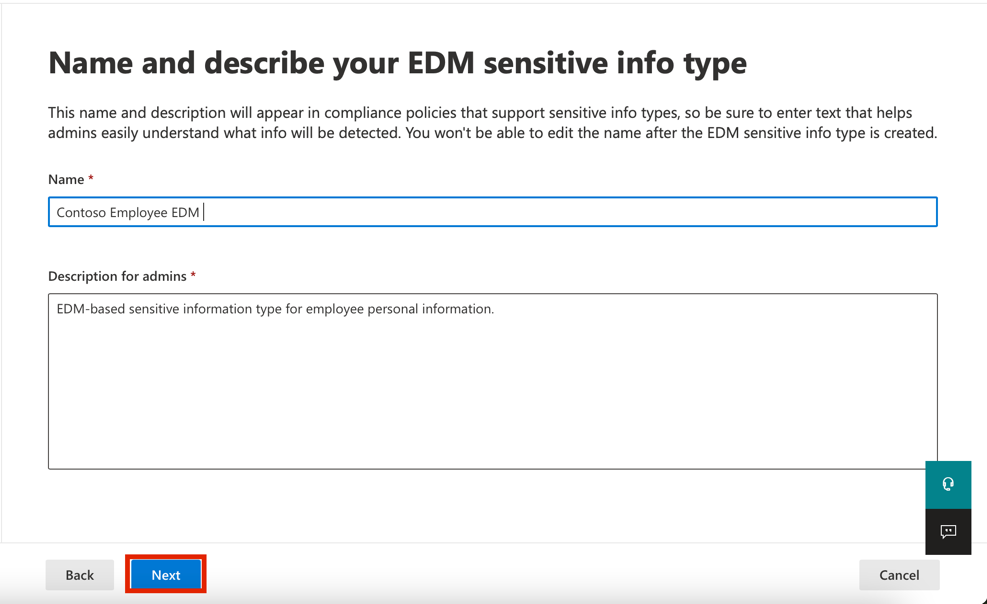 Name and describe your EDM sensitive info type
This name and description will appear in compliance policies that support sensitive info types, so be sure to enter text that helps
admins easily understand what info will be detected. You won't be able to edit the name after the EDM sensitive info type is created.
Name *
Contoso Employee EDM
Description for admins *
EDM-based sensitive information type for employee personal information.
Back
Next
Cancel